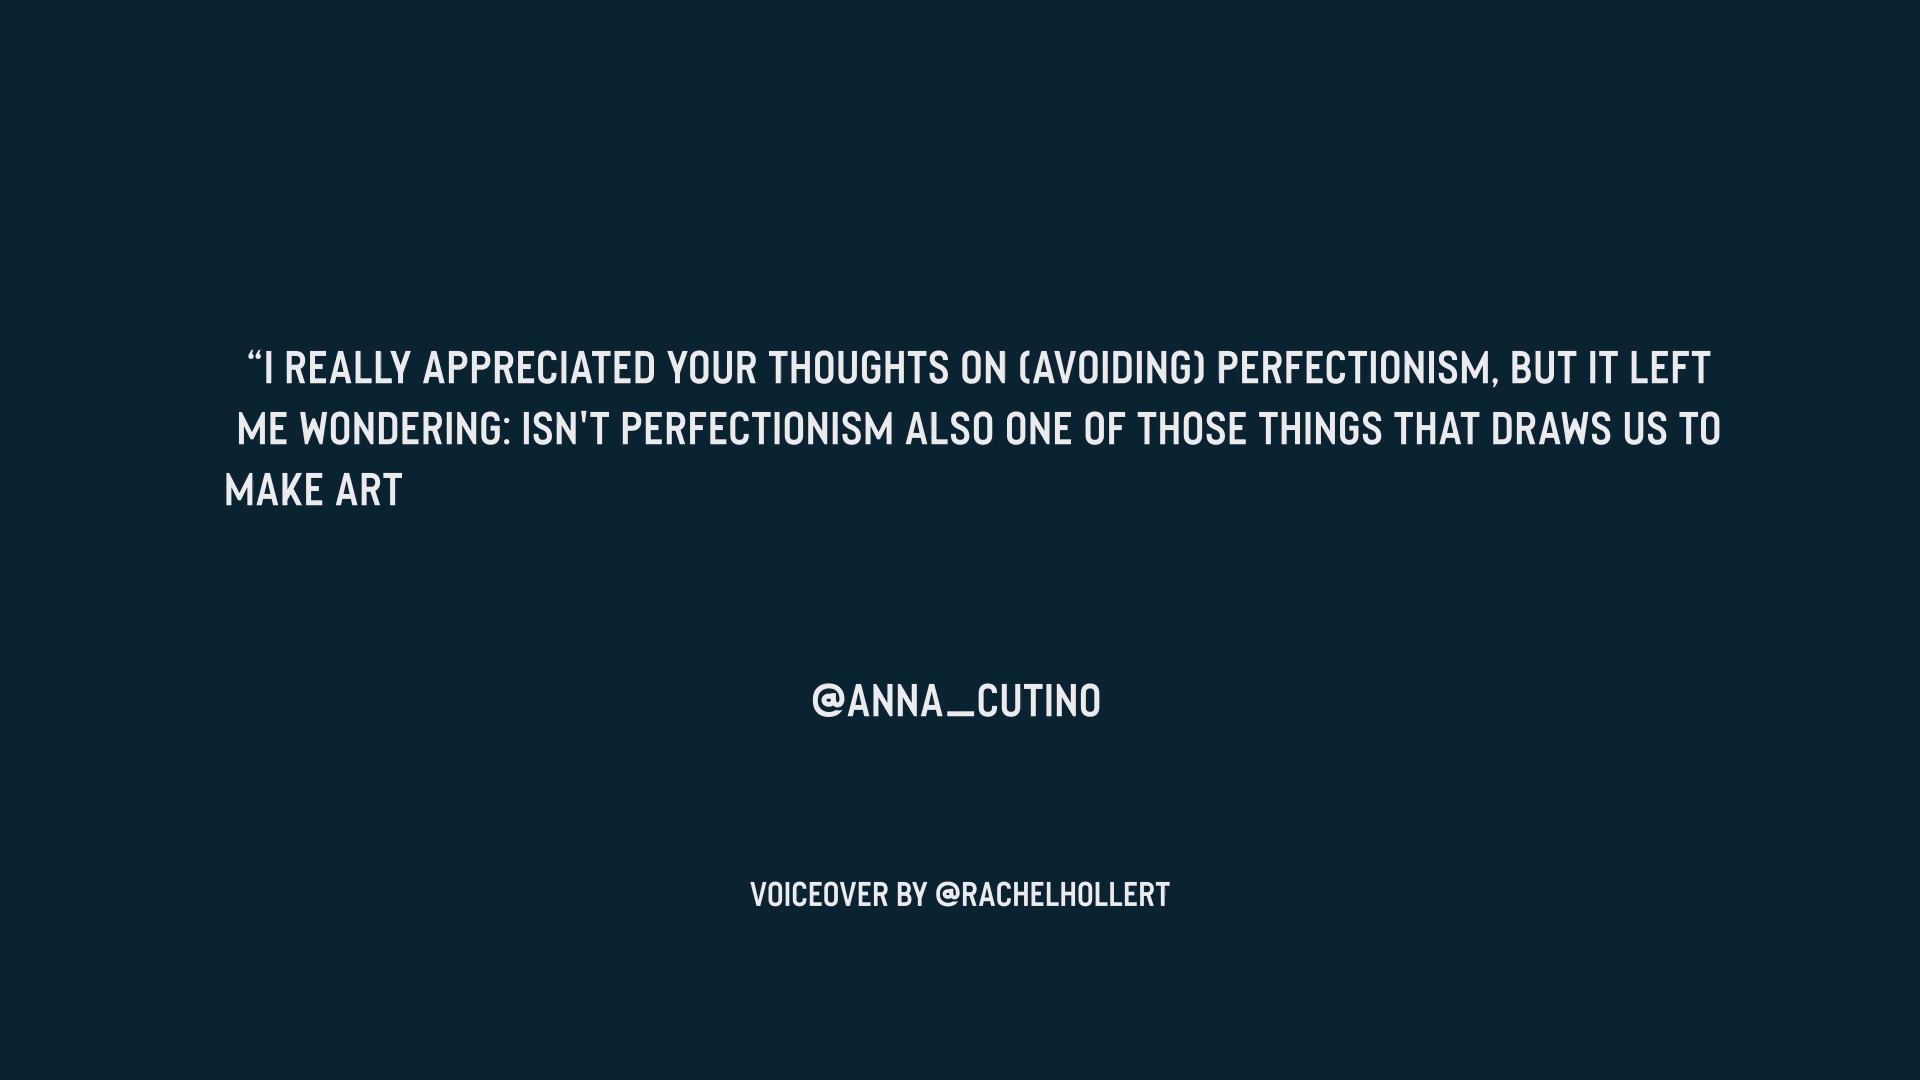 “I REALLY APPRECIATED YOUR THOUGHTS ON (AVOIDING) PERFECTIONISM, BUT IT LEFT
ME WONDERING: ISN'T PERFECTIONISM ALSO ONE OF THOSE THINGS THAT DRAWS US TO
MAKE ART
@ANNA_CUTINO
VOICEOVER BY @RACHELHOLLERT